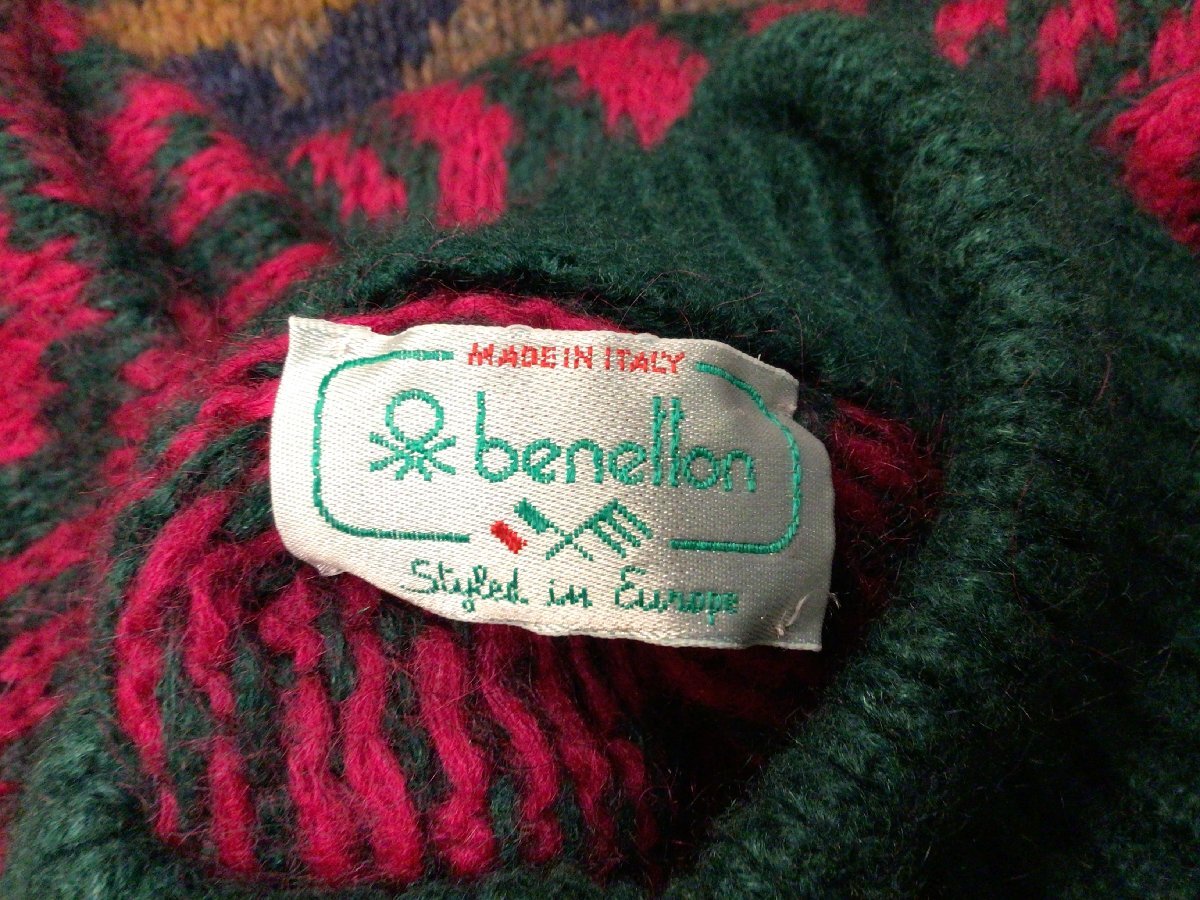 MADE IN ITALY
benetton
Styled in Europe